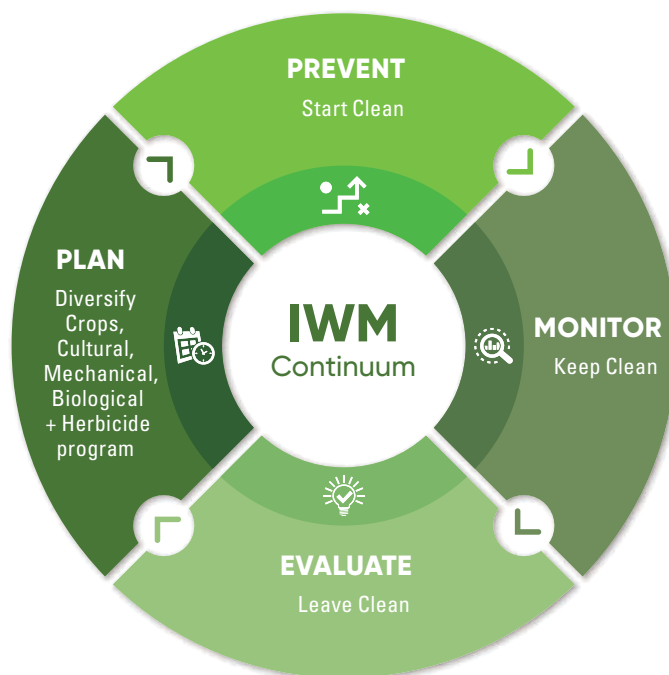 PREVENT
Start Clean
PLAN
Diversify
Crops,
Cultural,
Mechanical,
Biological
+ Herbicide
program
IWM
Continuum
MONITOR
Keep Clean
EVALUATE
Leave Clean